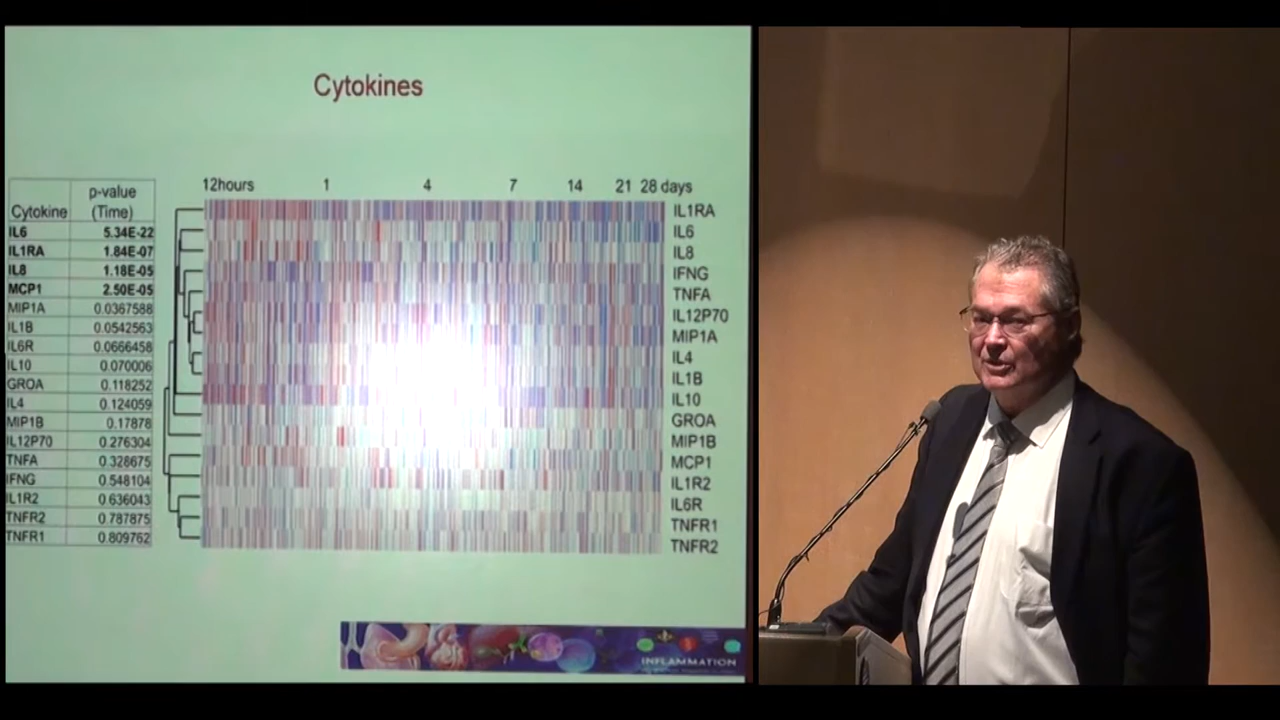 Cytokines
12hours 1 4 7 14 21 28 days
Cytokine p-value (Time)
IL6 5.34E-22
IL1RA 1.84E-07
IL8 1.18E-05
MCP1 2.50E-05
MIP1A 0.0367588
IL1B 0.0542563
IL6R 0.0666458
IL10 0.070006
GROA 0.118252
IL4 0.124059
MIP1B 0.17878
IL12P70 0.276304
TNFA 0.328675
IFNG 0.548104
IL1R2 0.636043
TNFR2 0.787875
TNFR1 0.809762
IL1RA
IL6
IL8
IFNG
TNFA
IL12P70
MIP1A
IL4
IL1B
IL10
GROA
MIP1B
MCP1
IL1R2
IL6R
TNFR1
TNFR2
INFLAMMATION